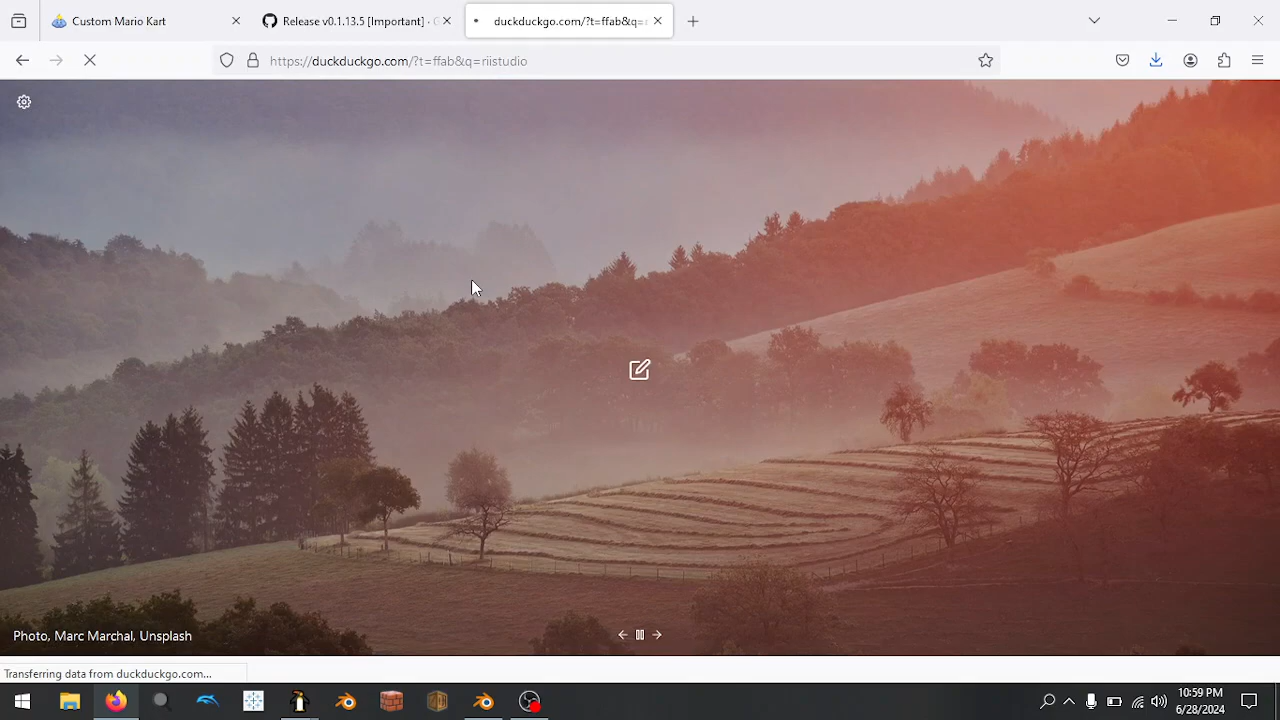 Custom Mario Kart
Release v0.1.13.5 [Important] · G
duckduckgo.com/?t=ffab&q=r
https://duckduckgo.com/?t=ffab&q=riistudio
Photo, Marc Marchal, Unsplash
Transferring data from duckduckgo.com...
10:59 PM
6/28/2024